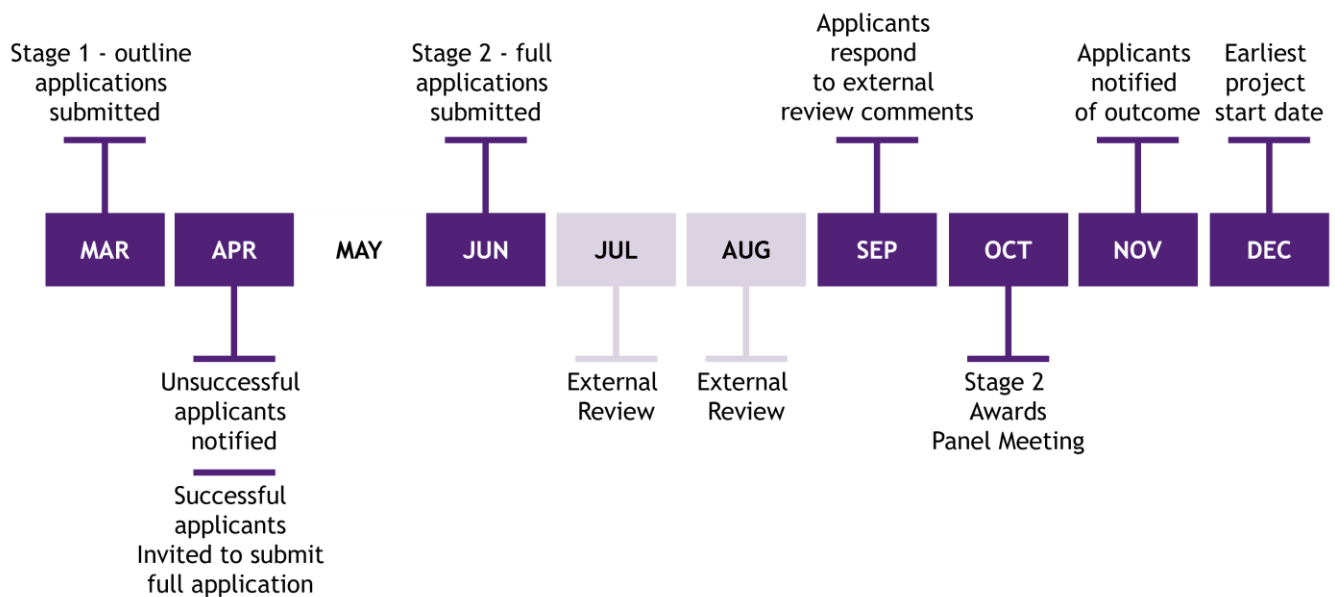 Stage 1 - outline
applications
submitted
Stage 2 - full
applications
submitted
Applicants
respond
to external
review comments
Applicants
notified
of outcome
Earliest
project
start date
MAR
APR
MAY
JUN
JUL
AUG
SEP
OCT
NOV
DEC
Unsuccessful
applicants
notified
Successful
applicants
Invited to submit
full application
External
Review
External
Review
Stage 2
Awards
Panel Meeting